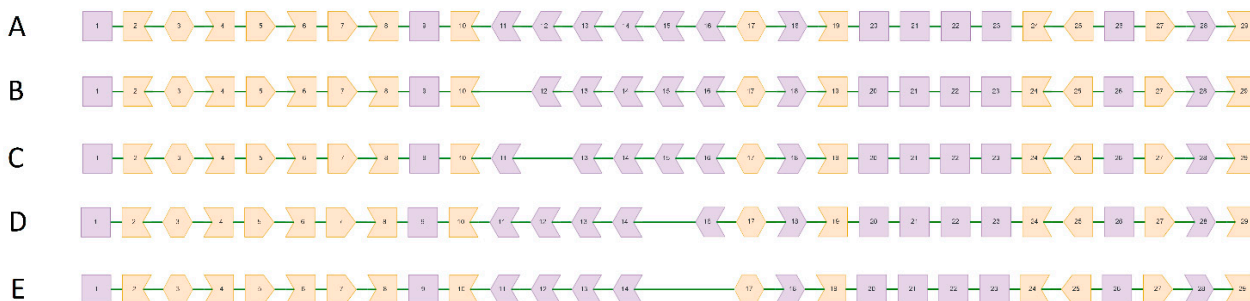 A 1 2 3 4 5 6 7 8 9 10 11 12 13 14 15 16 17 18 19 20 21 22 23 24 25 26 27 28 29
B 1 2 3 4 5 6 7 8 9 10 12 13 14 15 16 17 18 19 20 21 22 23 24 25 26 27 28 29
C 1 2 3 4 5 6 7 8 9 10 11 13 14 15 16 17 18 19 20 21 22 23 24 25 26 27 28 29
D 1 2 3 4 5 6 7 8 9 10 11 12 13 14 16 17 18 19 20 21 22 23 24 25 26 27 28 29
E 1 2 3 4 5 6 7 8 9 10 11 12 13 14 17 18 19 20 21 22 23 24 25 26 27 28 29